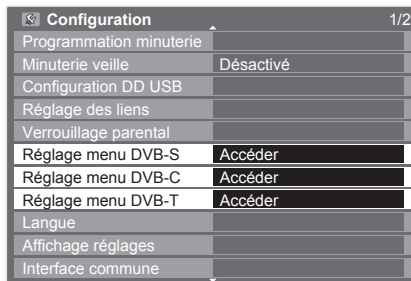 Configuration 1/2
Programmation minuterie
Minuterie veille Désactivé
Configuration DD USB
Réglage des liens
Verrouillage parental
Réglage menu DVB-S Accéder
Réglage menu DVB-C Accéder
Réglage menu DVB-T Accéder
Langue
Affichage réglages
Interface commune